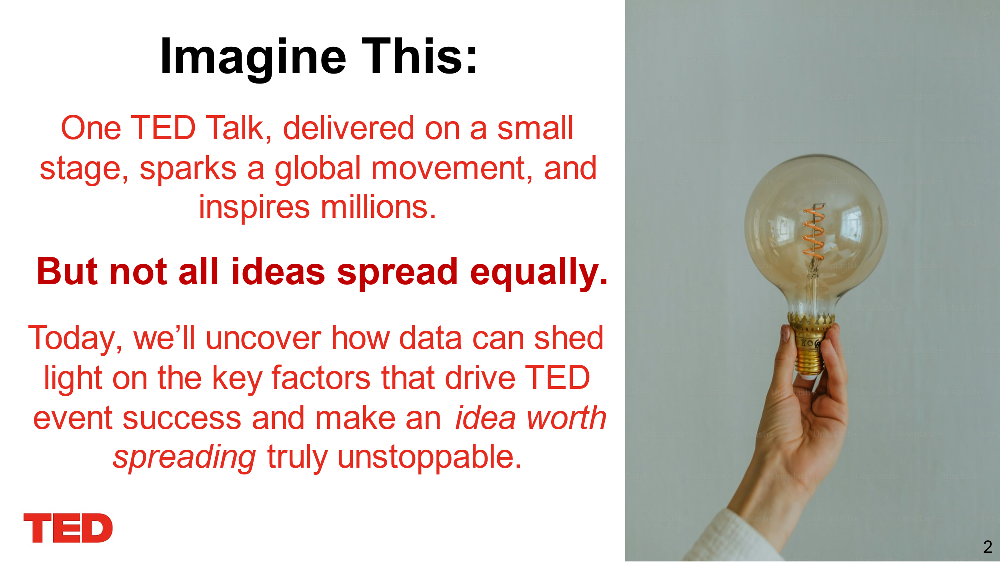 Imagine This:
One TED Talk, delivered on a small
stage, sparks a global movement, and
inspires millions.
But not all ideas spread equally.
Today, we’ll uncover how data can shed
light on the key factors that drive TED
event success and make an idea worth
spreading truly unstoppable.
TED
Unsplash+
2